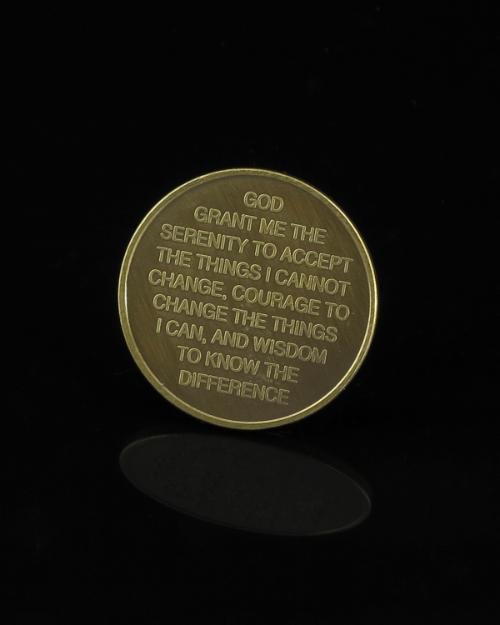 GOD
GRANT ME THE
SERENITY TO ACCEPT
THE THINGS I CANNOT
CHANGE, COURAGE TO
CHANGE THE THINGS
I CAN, AND WISDOM
TO KNOW THE
DIFFERENCE